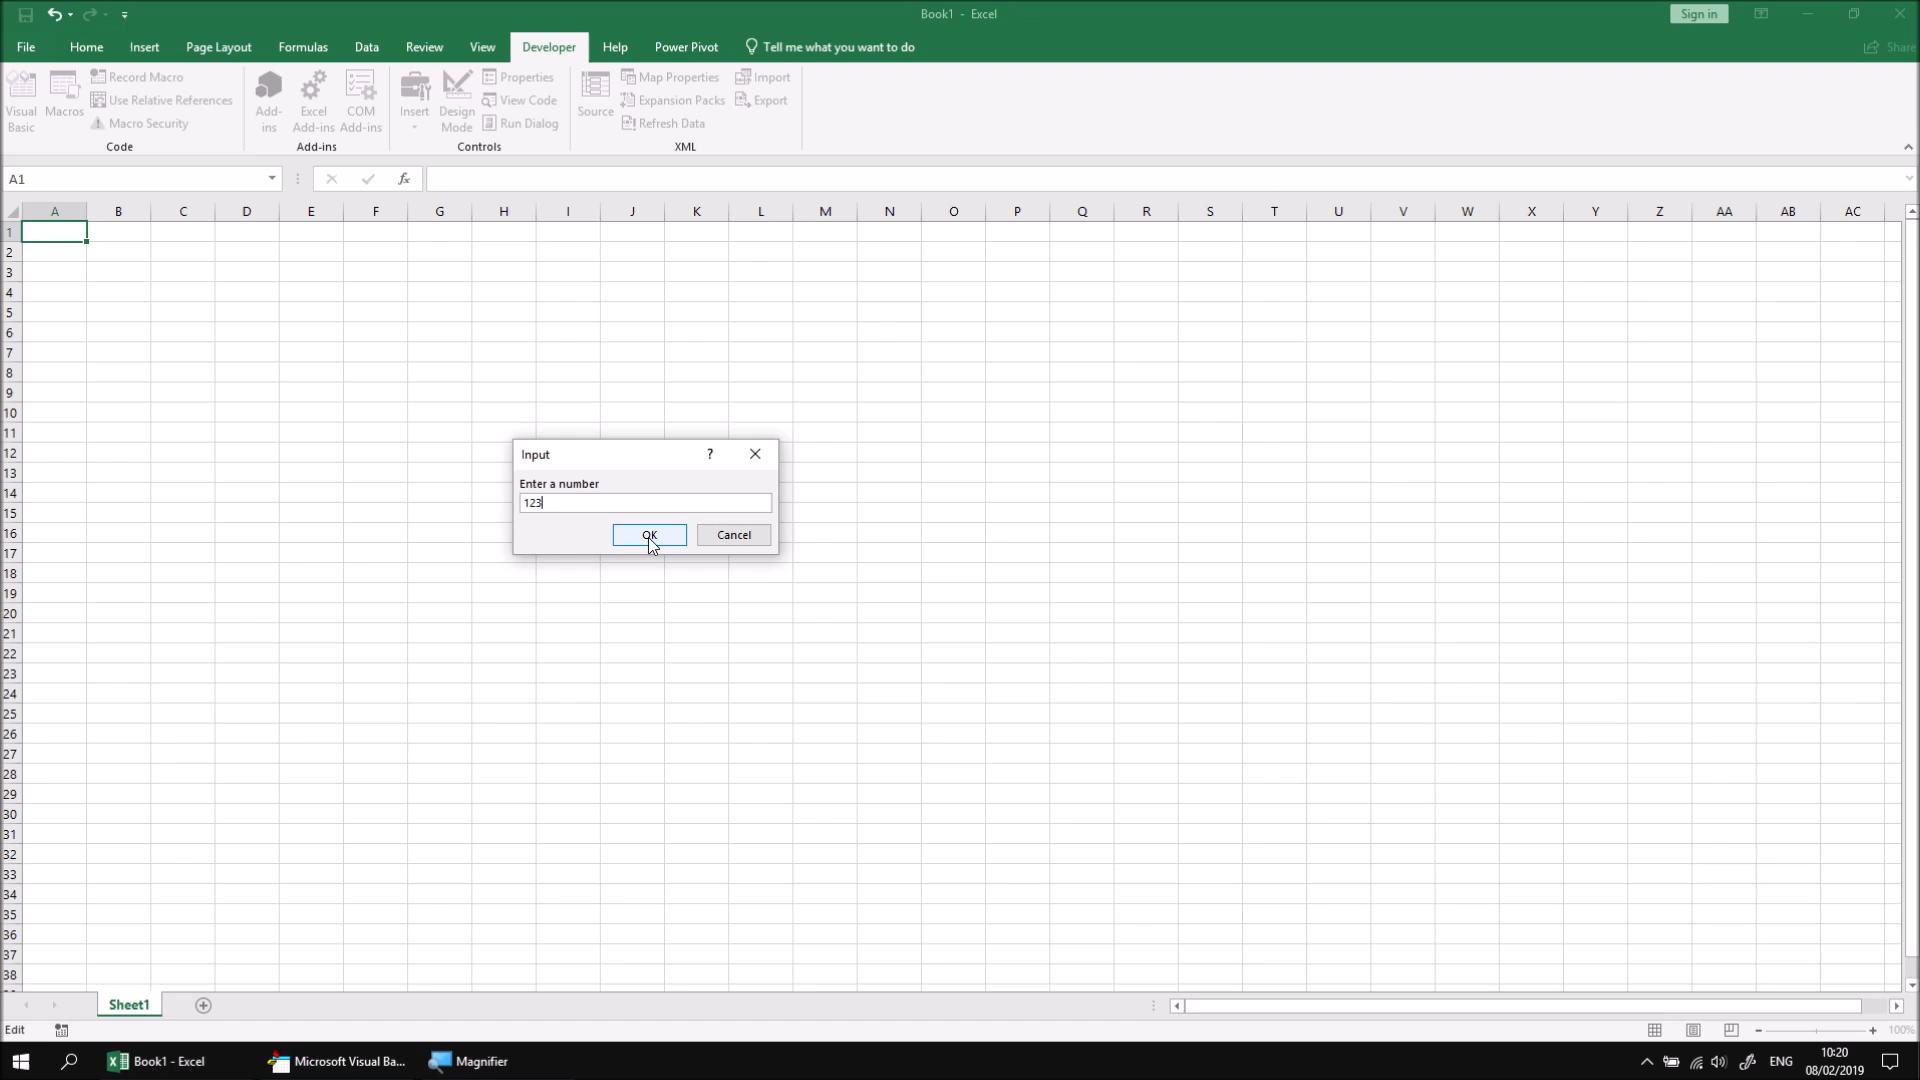 Book1 - Excel
Sign in
File Home Insert Page Layout Formulas Data Review View Developer Help Power Pivot Tell me what you want to do
Share
Visual Basic
Macros
Record Macro
Use Relative References
Macro Security
Code
Add-ins
Excel Add-ins
COM Add-ins
Add-ins
Insert
Design Mode
Properties
View Code
Run Dialog
Controls
Source
Map Properties
Expansion Packs
Refresh Data
Import
Export
XML
A1
fx
A B C D E F G H I J K L M N O P Q R S T U V W X Y Z AA AB AC
1
2
3
4
5
6
7
8
9
10
11
12
13
14
15
16
17
18
19
20
21
22
23
24
25
26
27
28
29
30
31
32
33
34
35
36
37
38
Input ?
Enter a number
123
OK Cancel
Sheet1
Edit
100%
Book1 - Excel
Microsoft Visual Ba...
Magnifier
ENG
10:20
08/02/2019